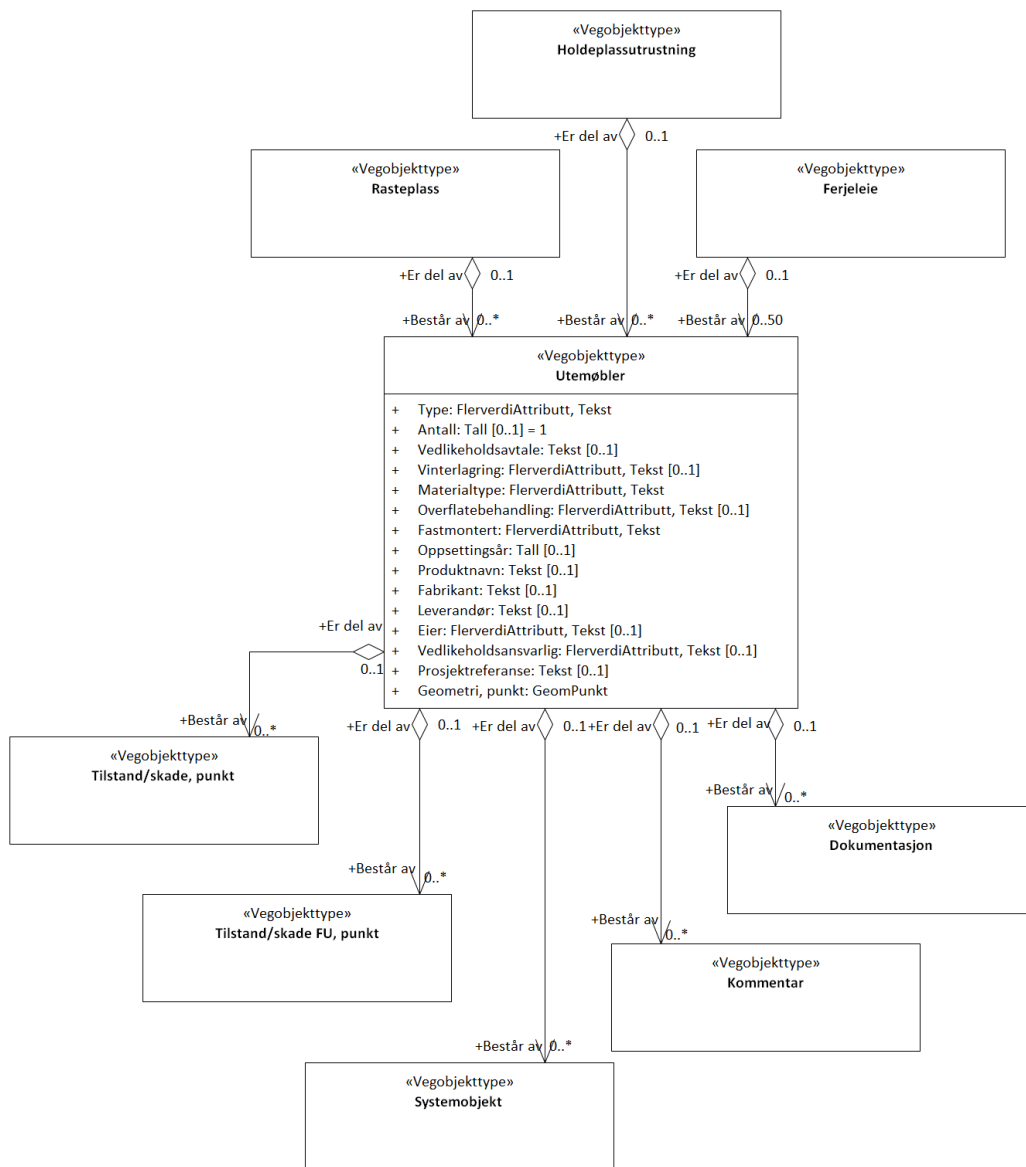 «Vegobjekttype»
Holdeplassutrustning
+Er del av 0..1
«Vegobjekttype»
Rasteplass
«Vegobjekttype»
Ferjeleie
+Er del av 0..1
+Er del av 0..1
+Består av 0..*
+Består av 0..*
+Består av 0..50
«Vegobjekttype»
Utemøbler
+ Type: FlerverdiAttributt, Tekst
+ Antall: Tall [0..1] = 1
+ Vedlikeholdsavtale: Tekst [0..1]
+ Vinterlagring: FlerverdiAttributt, Tekst [0..1]
+ Materialtype: FlerverdiAttributt, Tekst
+ Overflatebehandling: FlerverdiAttributt, Tekst [0..1]
+ Fastmontert: FlerverdiAttributt, Tekst
+ Oppsettingsår: Tall [0..1]
+ Produktnavn: Tekst [0..1]
+ Fabrikant: Tekst [0..1]
+ Leverandør: Tekst [0..1]
+ Eier: FlerverdiAttributt, Tekst [0..1]
+ Vedlikeholdsansvarlig: FlerverdiAttributt, Tekst [0..1]
+ Prosjektreferanse: Tekst [0..1]
+ Geometri, punkt: GeomPunkt
+Er del av
0..1
+Består av
0..*
+Er del av 0..1
+Er del av 0..1
+Er del av 0..1
+Er del av 0..1
«Vegobjekttype»
Tilstand/skade, punkt
+Består av 0..*
«Vegobjekttype»
Dokumentasjon
+Består av 0..*
«Vegobjekttype»
Tilstand/skade FU, punkt
+Består av 0..*
«Vegobjekttype»
Kommentar
+Består av 0..*
«Vegobjekttype»
Systemobjekt